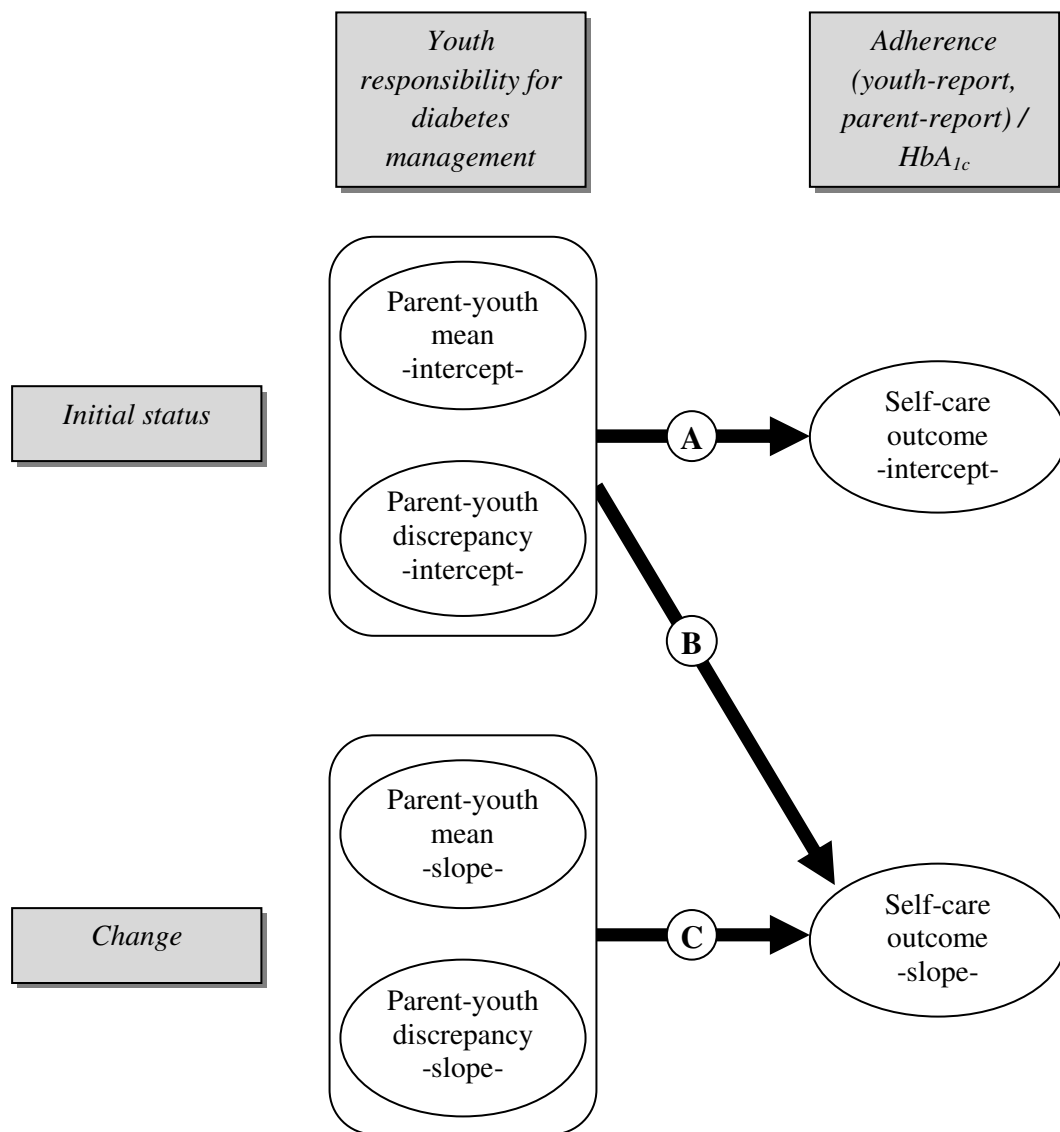 Youth
responsibility for
diabetes
management
Adherence
(youth-report,
parent-report) /
HbA1c
Parent-youth
mean
-intercept-
Initial status
A
Self-care
outcome
-intercept-
Parent-youth
discrepancy
-intercept-
B
Parent-youth
mean
-slope-
Change
C
Self-care
outcome
-slope-
Parent-youth
discrepancy
-slope-